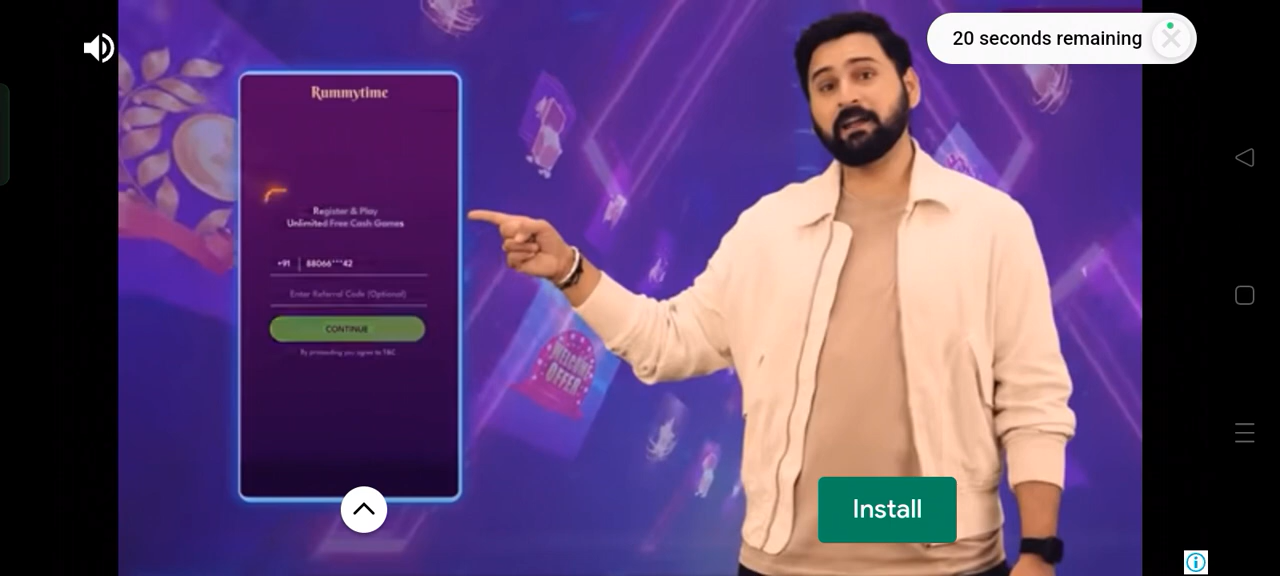 20 seconds remaining
Rummytime
Register & Play
Unlimited Free Cash Games
+91 88066***42
Enter Referral Code (Optional)
CONTINUE
By proceeding you agree to T&C
WELCOME
OFFER
Install